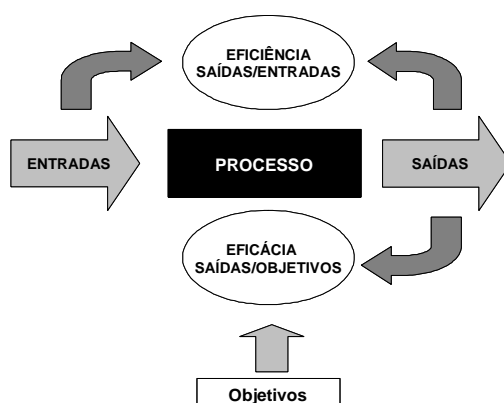 EFICIÊNCIA
SAÍDAS/ENTRADAS
ENTRADAS
PROCESSO
SAÍDAS
EFICÁCIA
SAÍDAS/OBJETIVOS
Objetivos